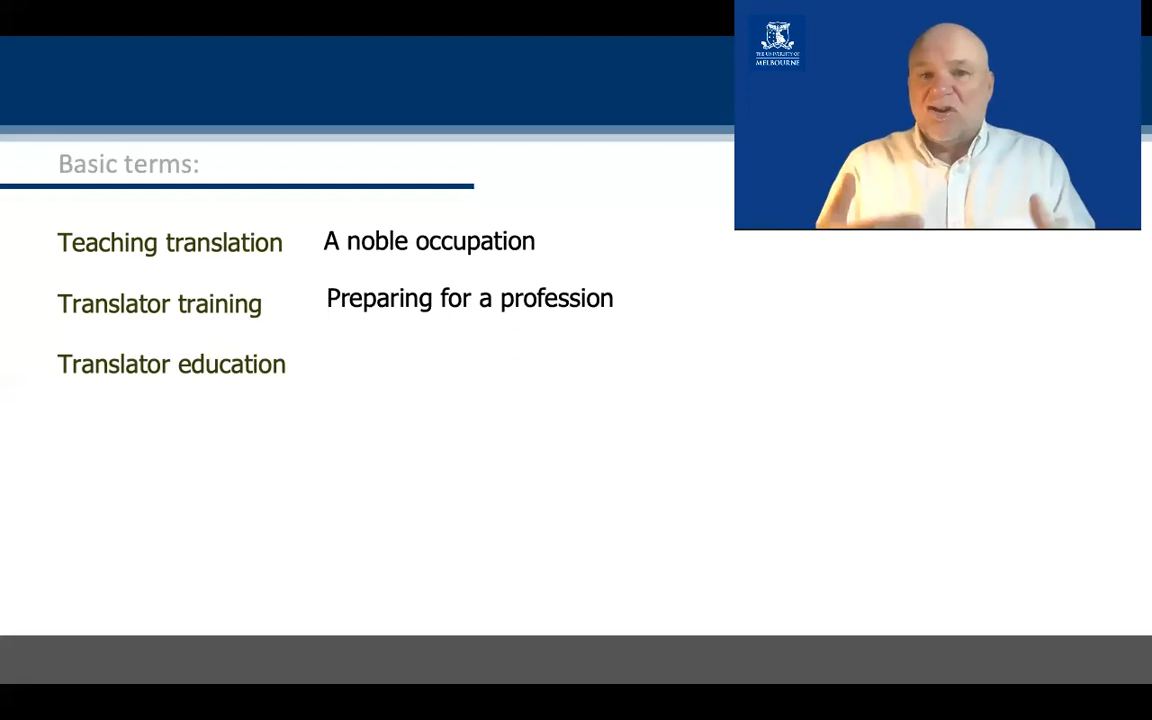 THE UNIVERSITY OF
MELBOURNE
Basic terms:
Teaching translation A noble occupation
Translator training Preparing for a profession
Translator education